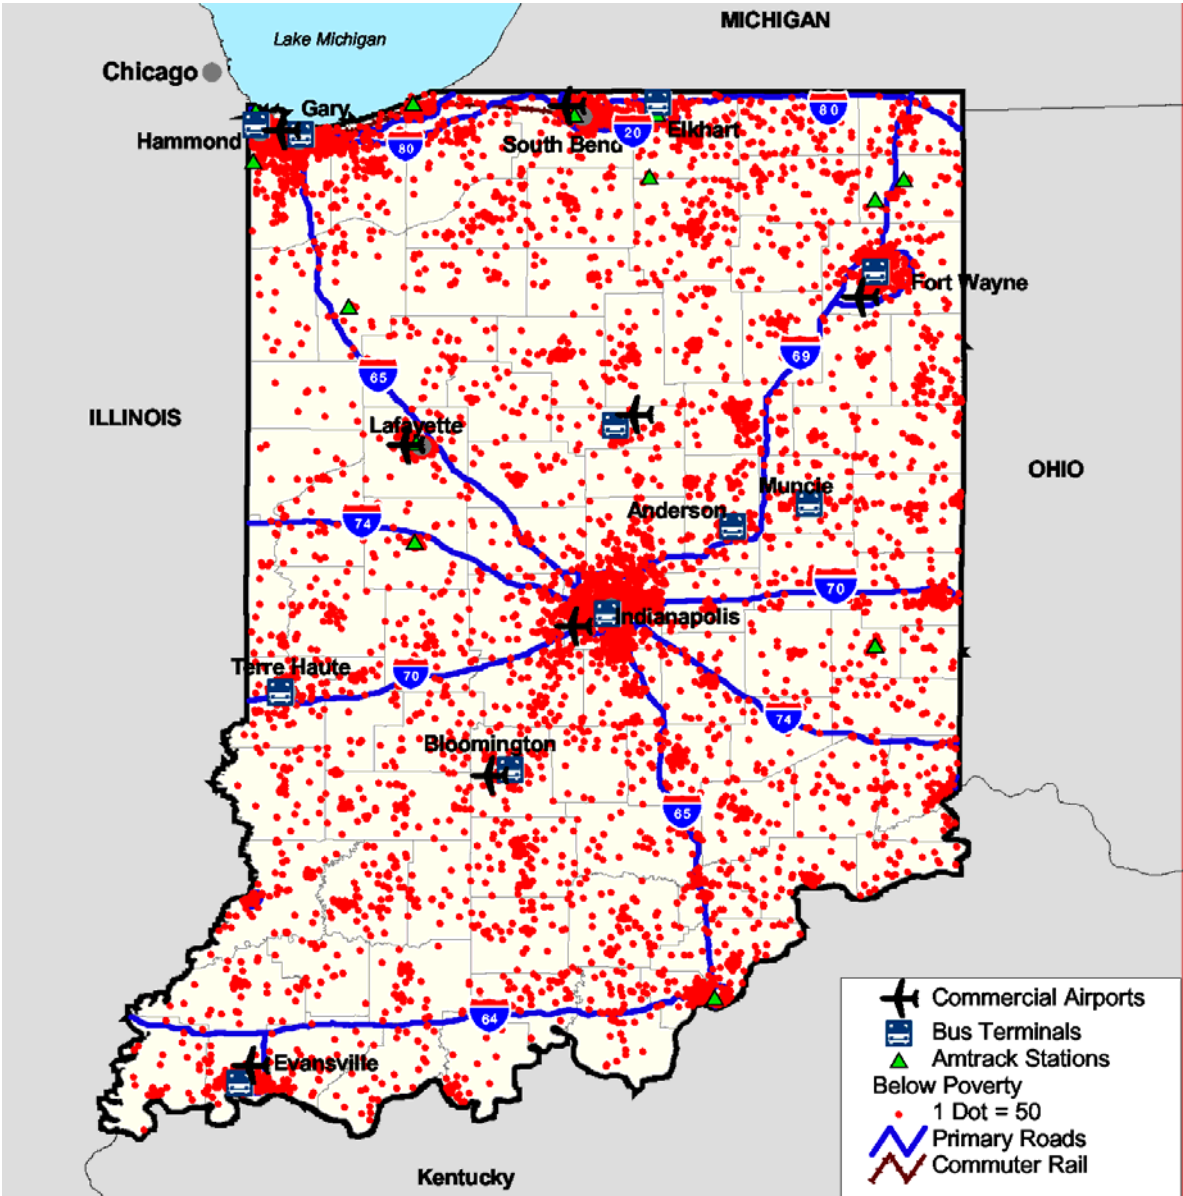 MICHIGAN
Lake Michigan
Chicago
Gary
80
Hammond
South Bend
20
Elkhart
80
Fort Wayne
69
65
ILLINOIS
Lafayette
OHIO
Muncie
Anderson
74
70
Indianapolis
Terre Haute
70
74
Bloomington
65
64
Evansville
Kentucky
Commercial Airports
Bus Terminals
Amtrack Stations
Below Poverty
1 Dot = 50
Primary Roads
Commuter Rail